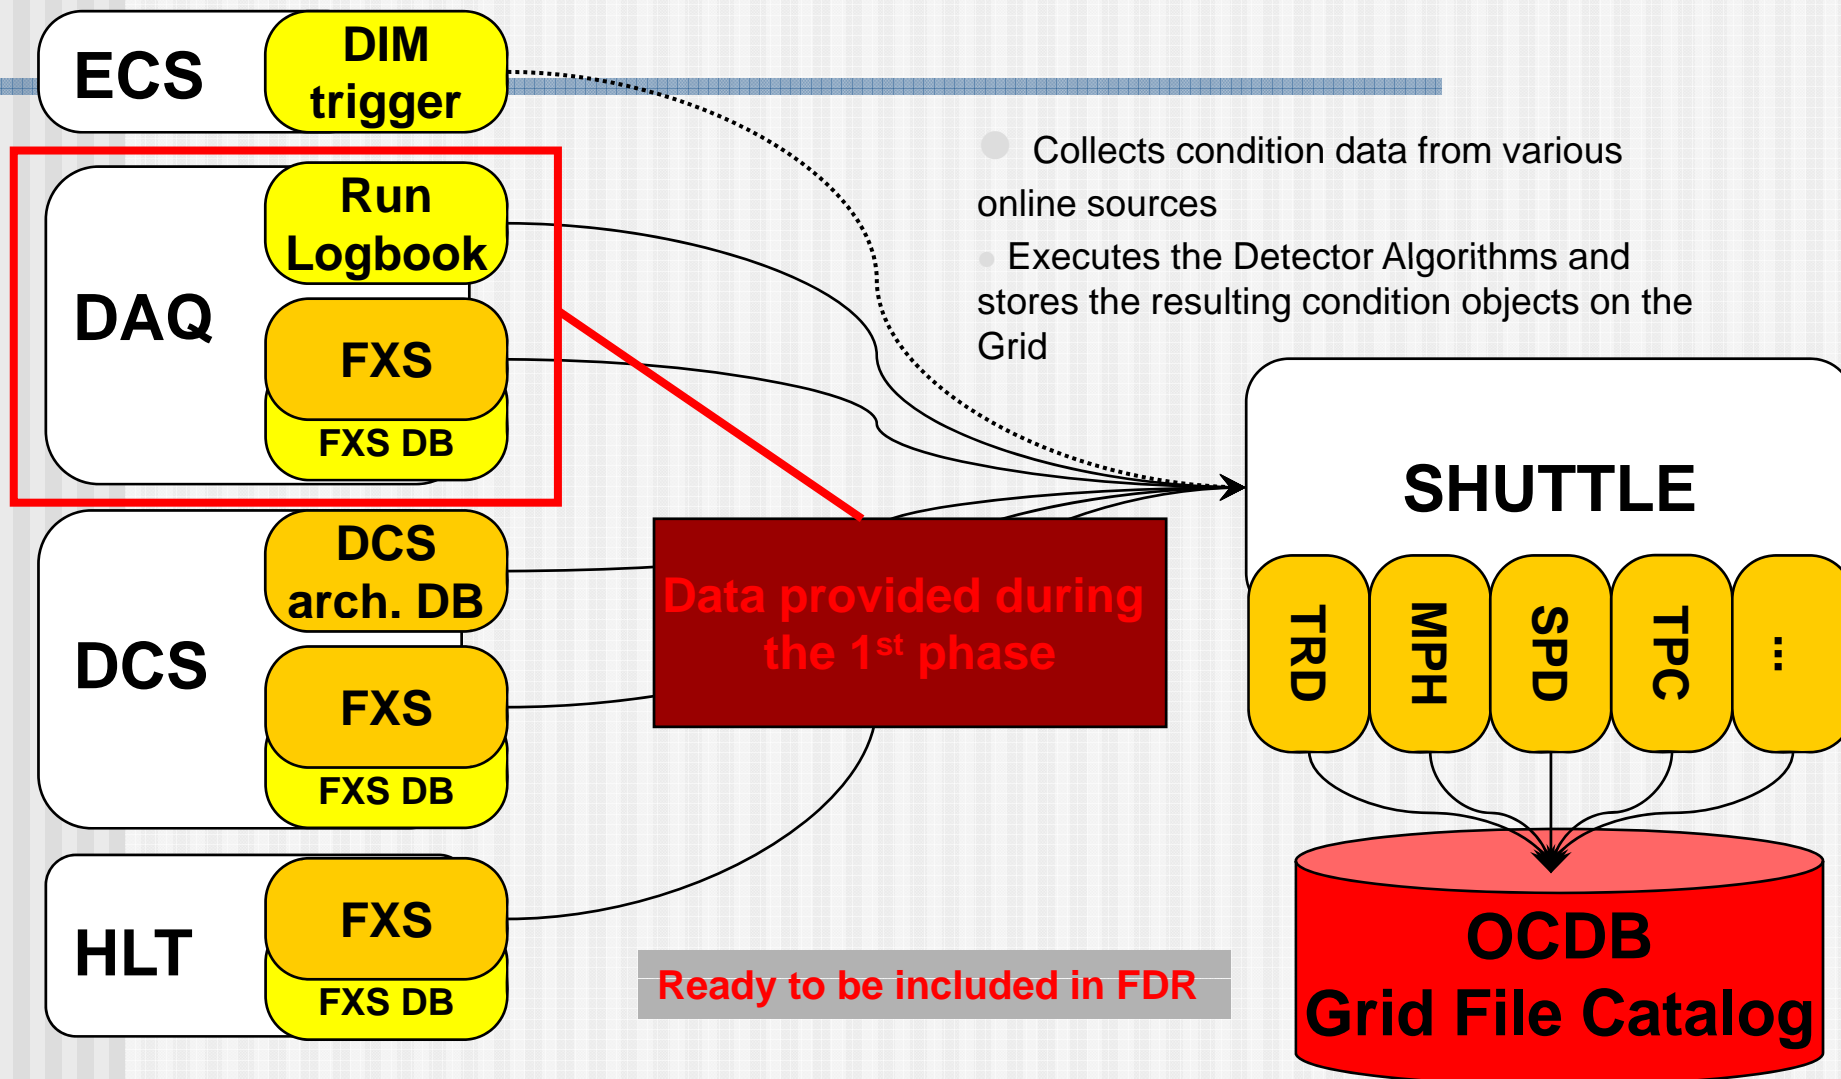 ECS
DIM
trigger
DAQ
Run
Logbook
FXS
FXS DB
DCS
DCS
arch. DB
FXS
FXS DB
HLT
FXS
FXS DB
Collects condition data from various
online sources
Executes the Detector Algorithms and
stores the resulting condition objects on the
Grid
Data provided during
the 1st phase
Ready to be included in FDR
SHUTTLE
TRD
MPH
SPD
TPC
...
OCDB
Grid File Catalog